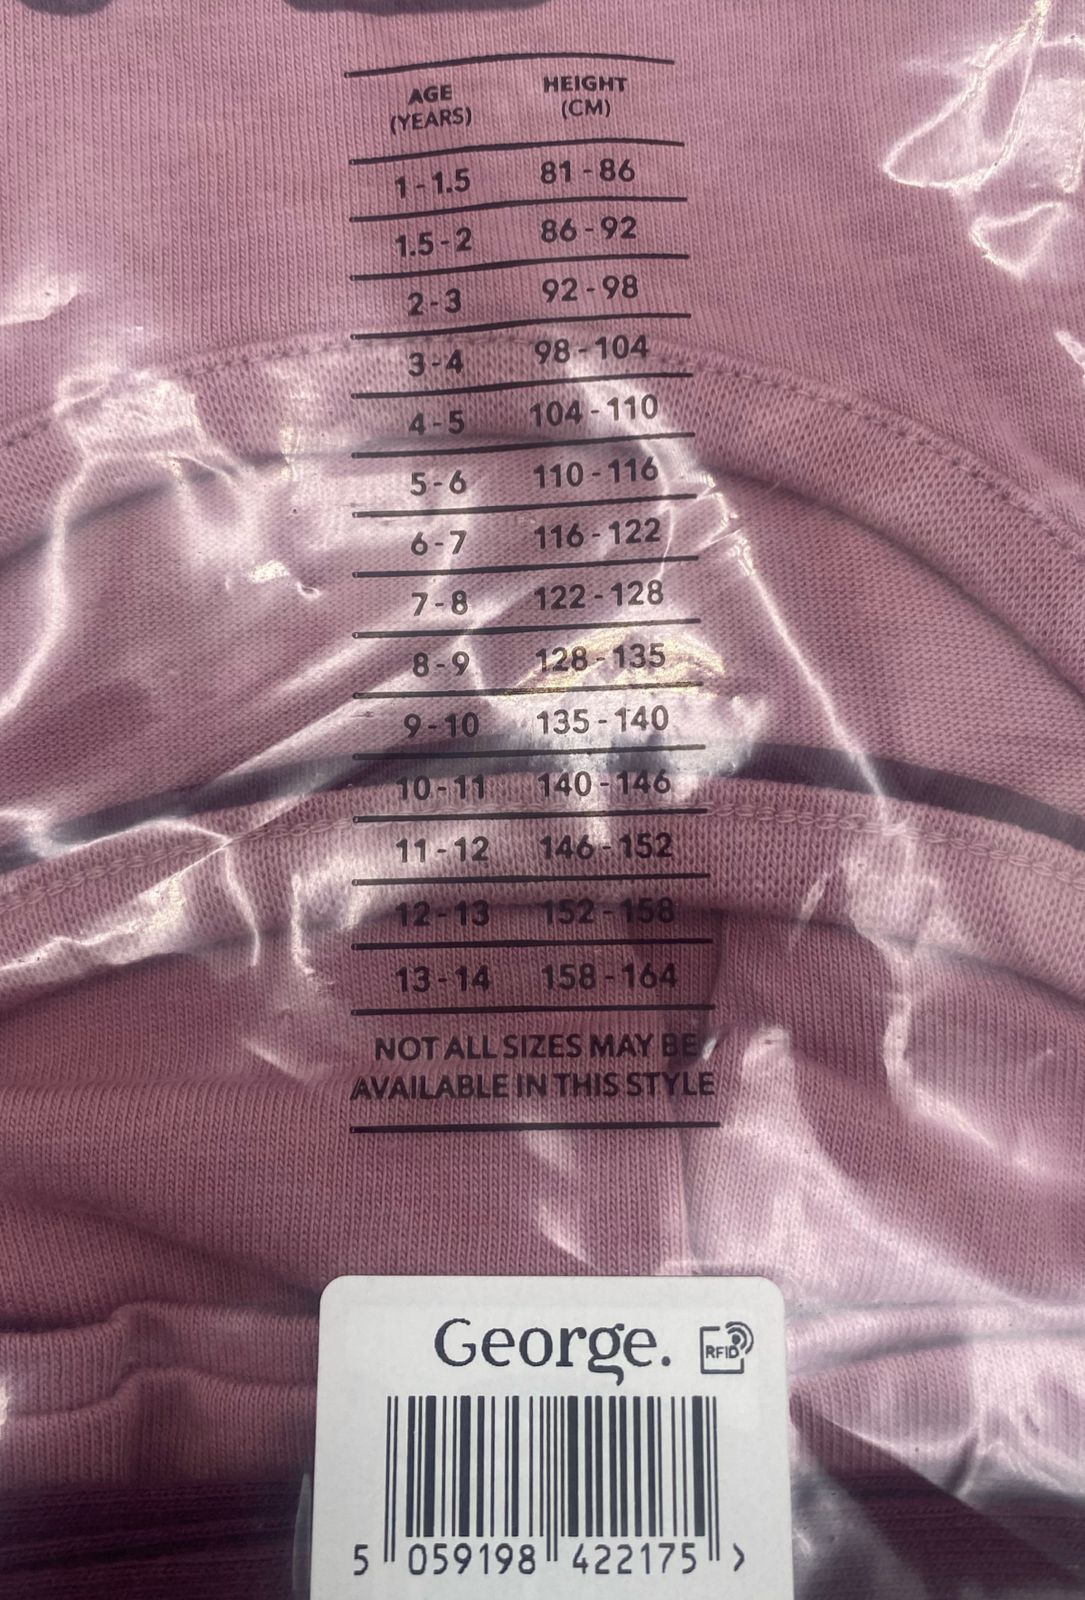 AGE HEIGHT
(YEARS) (CM)
1 - 1.5 81 - 86
1.5 - 2 86 - 92
2 - 3 92 - 98
3 - 4 98 - 104
4 - 5 104 - 110
5 - 6 110 - 116
6 - 7 116 - 122
7 - 8 122 - 128
8 - 9 128 - 135
9 - 10 135 - 140
10 - 11 140 - 146
11 - 12 146 - 152
12 - 13 152 - 158
13 - 14 158 - 164
NOT ALL SIZES MAY BE
AVAILABLE IN THIS STYLE
George. RFID
5 059198 422175 >